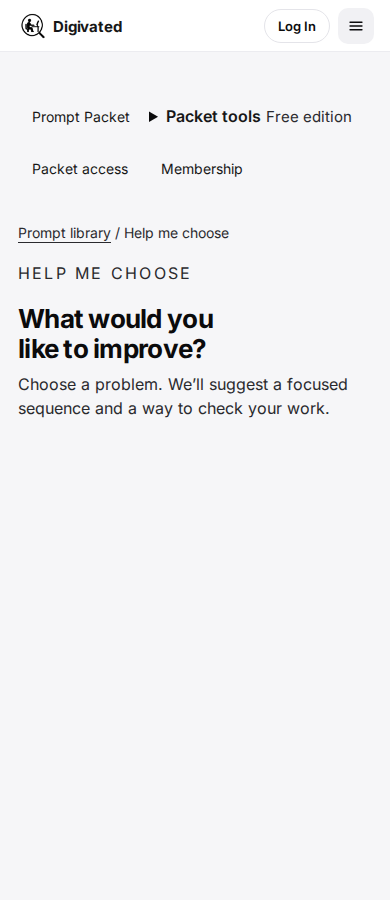 Digivated
Log In
Prompt Packet
Packet tools Free edition
Packet access
Membership
Prompt library / Help me choose
HELP ME CHOOSE
What would you
like to improve?
Choose a problem. We’ll suggest a focused
sequence and a way to check your work.